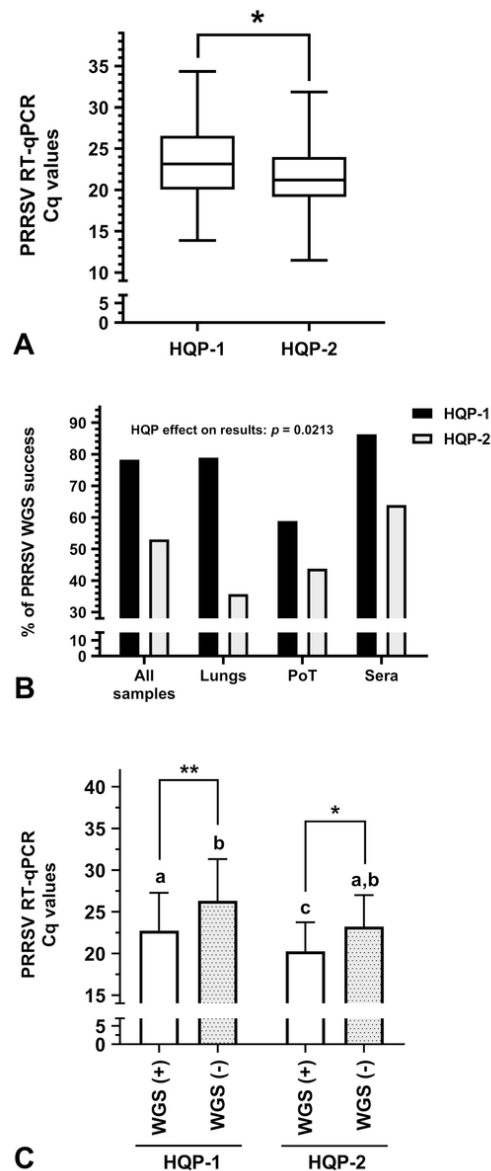 *
PRRSV RT-qPCR
Cq values
35
30
25
20
15
10
5
0
HQP-1 HQP-2
A
HQP-1
HQP-2
HQP effect on results: p = 0.0213
% of PRRSV WGS success
90
80
70
60
50
40
30
10
0
All
samples
Lungs PoT Sera
B
PRRSV RT-qPCR
Cq values
40
35
30
25
20
15
5
0
** *
a b c a,b
WGS (+) WGS (-) WGS (+) WGS (-)
HQP-1 HQP-2
C